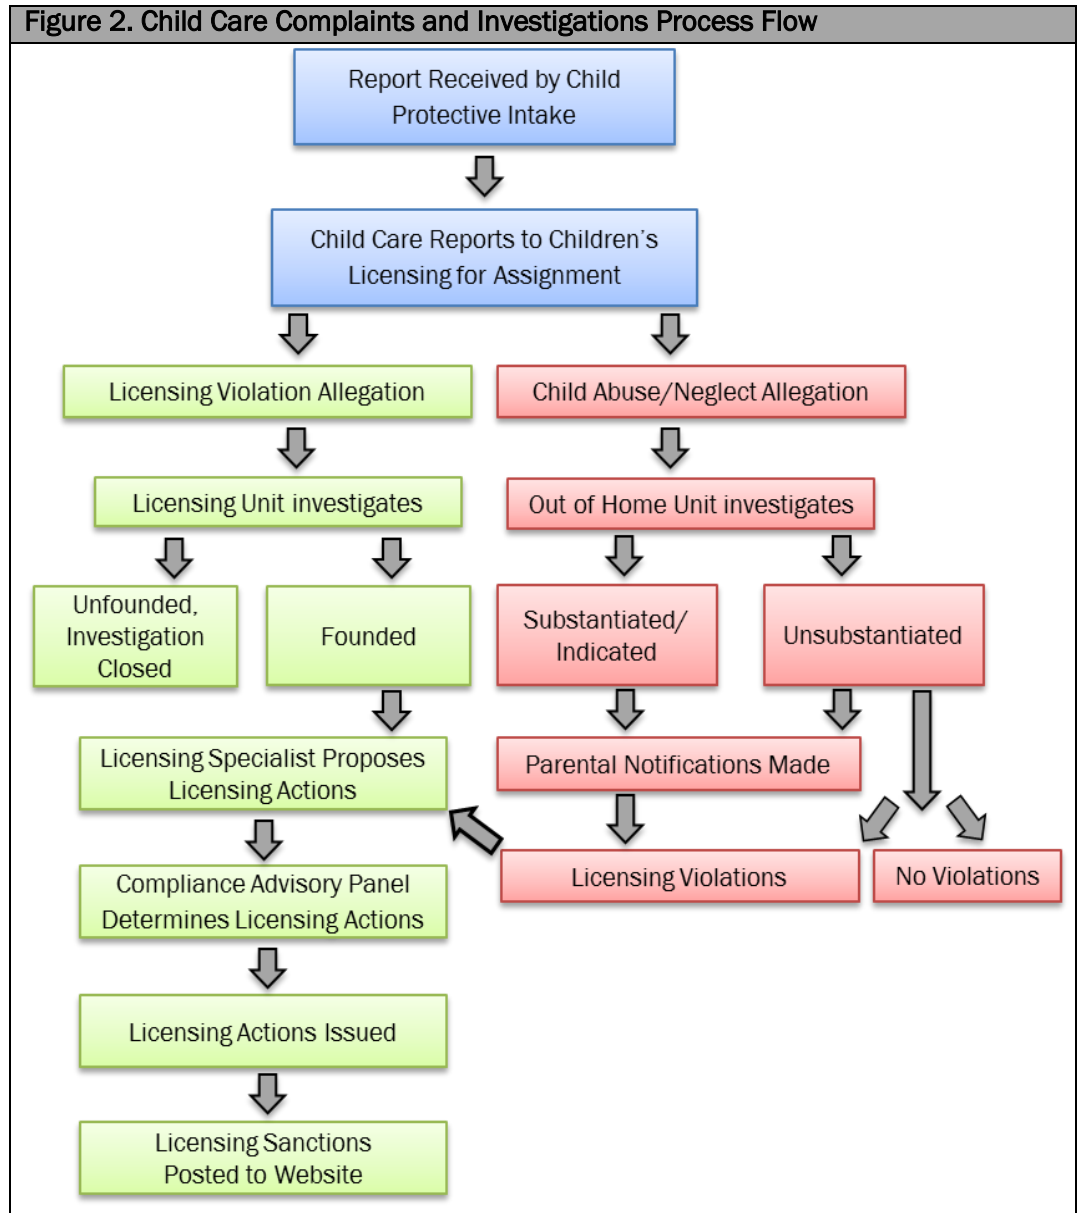 Figure 2. Child Care Complaints and Investigations Process Flow
Report Received by Child
Protective Intake
Child Care Reports to Children's
Licensing for Assignment
Licensing Violation Allegation
Child Abuse/Neglect Allegation
Licensing Unit investigates
Out of Home Unit investigates
Unfounded,
Investigation
Closed
Founded
Substantiated/
Indicated
Unsubstantiated
Licensing Specialist Proposes
Licensing Actions
Parental Notifications Made
Compliance Advisory Panel
Determines Licensing Actions
Licensing Violations
No Violations
Licensing Actions Issued
Licensing Sanctions
Posted to Website